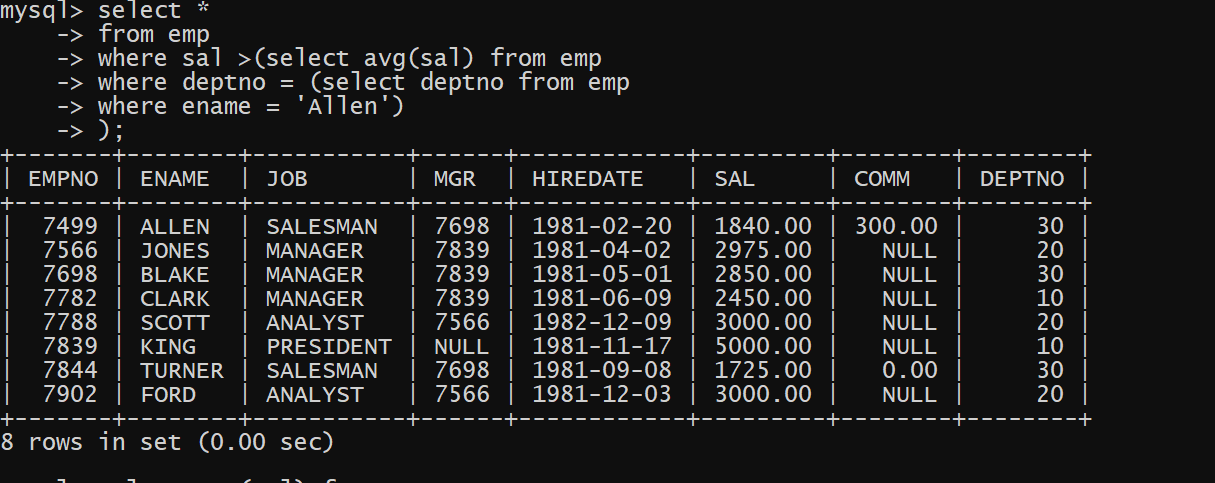 mysql> select *
    -> from emp
    -> where sal >(select avg(sal) from emp
    -> where deptno = (select deptno from emp
    -> where ename = 'Allen')
    -> );
+-------+--------+-----------+------+------------+---------+--------+--------+
| EMPNO | ENAME  | JOB       | MGR  | HIREDATE   | SAL     | COMM   | DEPTNO |
+-------+--------+-----------+------+------------+---------+--------+--------+
|  7499 | ALLEN  | SALESMAN  | 7698 | 1981-02-20 | 1840.00 | 300.00 |     30 |
|  7566 | JONES  | MANAGER   | 7839 | 1981-04-02 | 2975.00 |   NULL |     20 |
|  7698 | BLAKE  | MANAGER   | 7839 | 1981-05-01 | 2850.00 |   NULL |     30 |
|  7782 | CLARK  | MANAGER   | 7839 | 1981-06-09 | 2450.00 |   NULL |     10 |
|  7788 | SCOTT  | ANALYST   | 7566 | 1982-12-09 | 3000.00 |   NULL |     20 |
|  7839 | KING   | PRESIDENT | NULL | 1981-11-17 | 5000.00 |   NULL |     10 |
|  7844 | TURNER | SALESMAN  | 7698 | 1981-09-08 | 1725.00 |   0.00 |     30 |
|  7902 | FORD   | ANALYST   | 7566 | 1981-12-03 | 3000.00 |   NULL |     20 |
+-------+--------+-----------+------+------------+---------+--------+--------+
8 rows in set (0.00 sec)